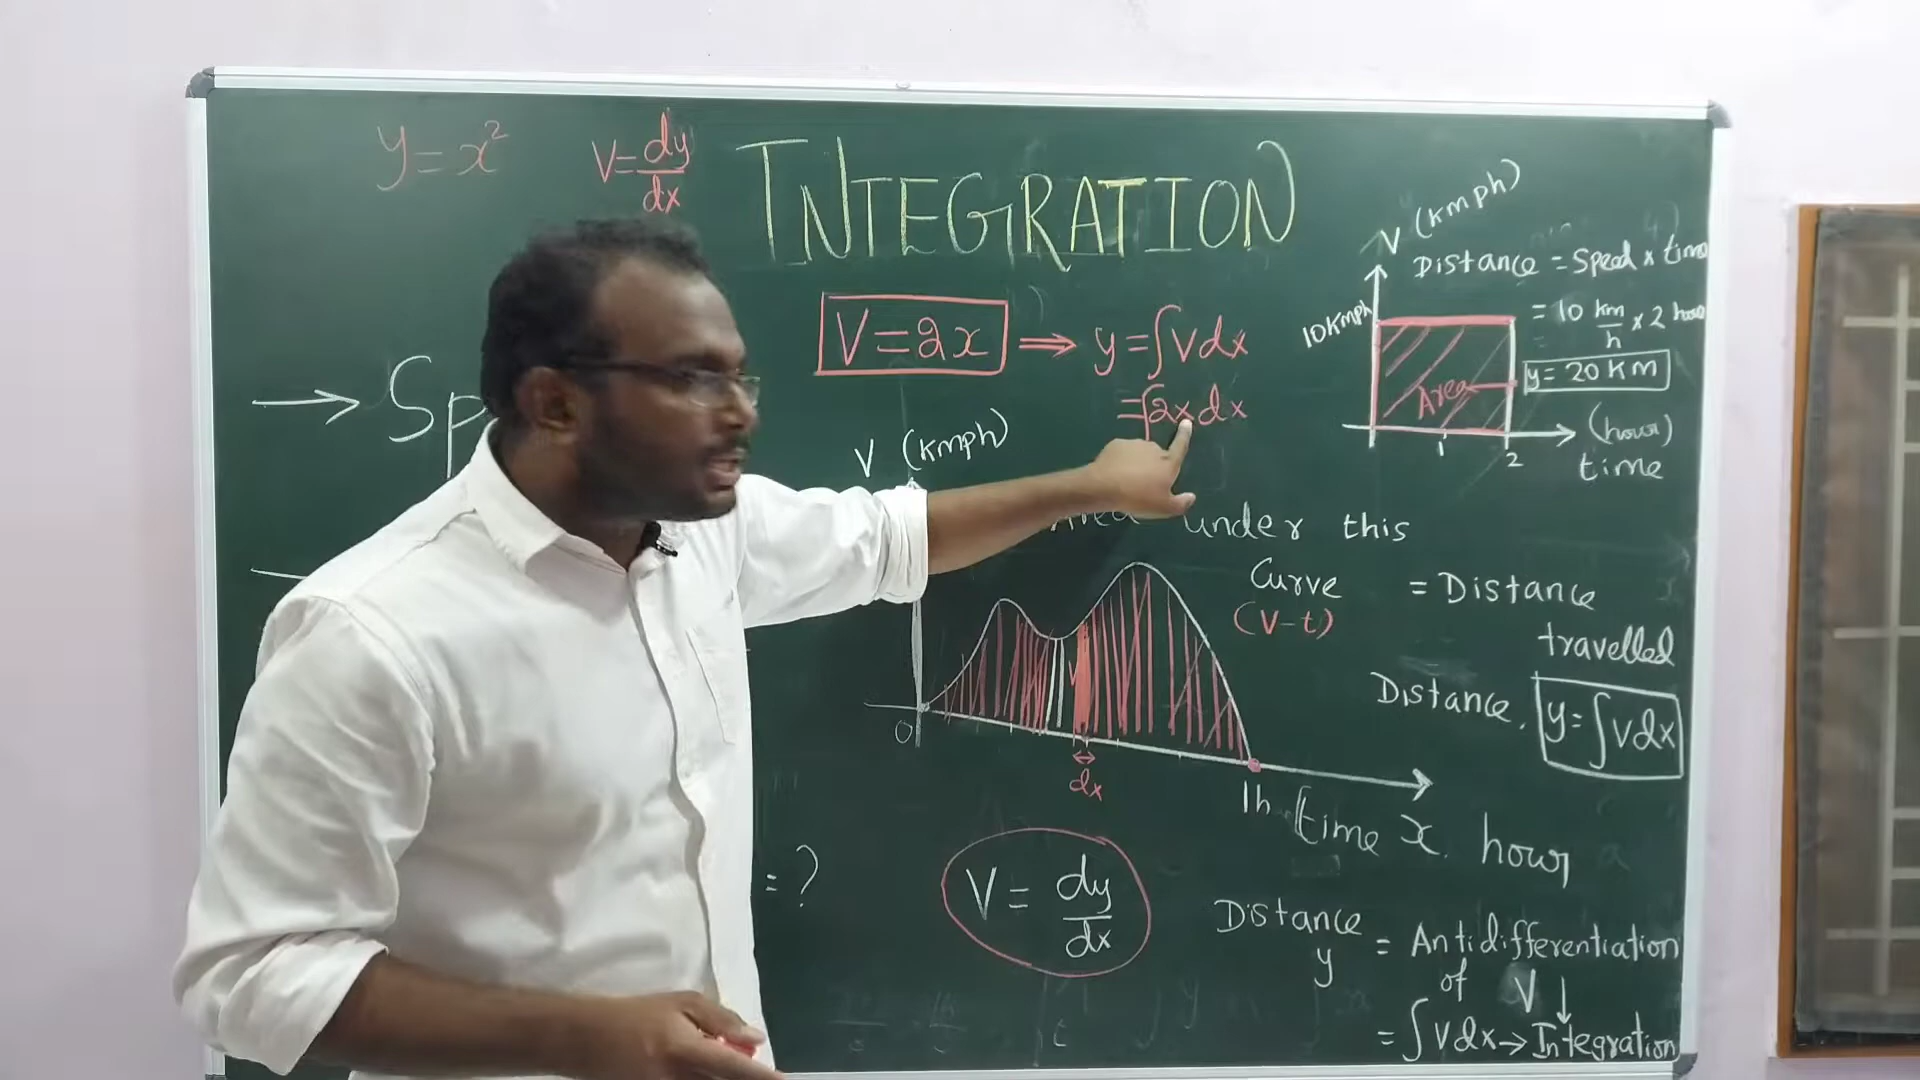 y = x²
V = dy/dx
INTEGRATION
V = 2x ⟹ y = ∫ V dx
= ∫ 2x dx
V (kmph)
Distance = Speed × time
= 10 km/h × 2 hour
y = 20 KM
10 Kmph
Area
1
2
(hour)
time
→ Sp
V (kmph)
under this
Curve
(V-t)
= Distance
travelled
Distance, y = ∫ V dx
0
dx
1h
time x hour
= ?
V = dy/dx
Distance
y
= Antidifferentiation
of V ↓
= ∫ V dx → Integration